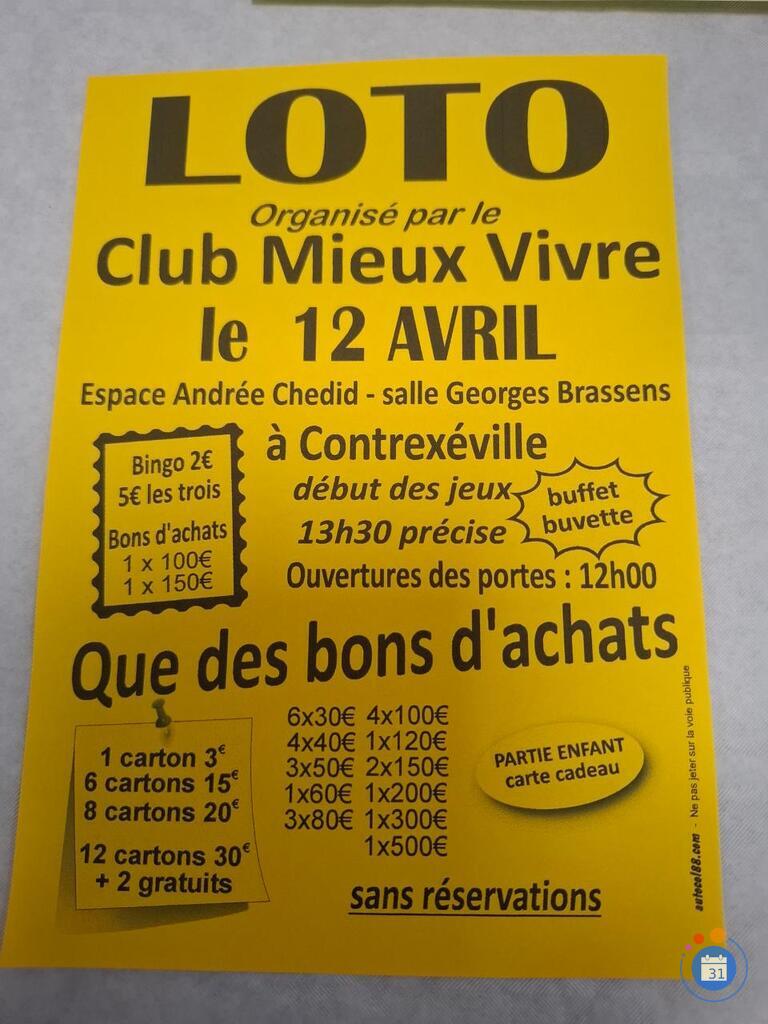 LOTO
Organisé par le
Club Mieux Vivre
le 12 AVRIL
Espace Andrée Chedid - salle Georges Brassens
à Contrexéville
Bingo 2€
5€ les trois
Bons d'achats
1 x 100€
1 x 150€
début des jeux
13h30 précise
buffet
buvette
Ouvertures des portes : 12h00
Que des bons d'achats
1 carton 3€
6 cartons 15€
8 cartons 20€
12 cartons 30€
+ 2 gratuits
6x30€ 4x100€
4x40€ 1x120€
3x50€ 2x150€
1x60€ 1x200€
3x80€ 1x300€
1x500€
PARTIE ENFANT
carte cadeau
sans réservations
autocol88.com - Ne pas jeter sur la voie publique
31